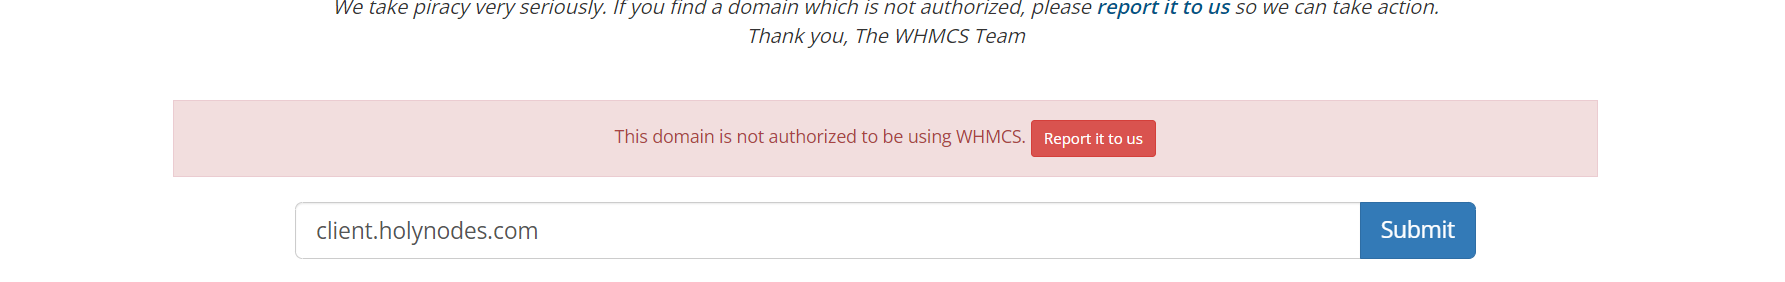 We take piracy very seriously. If you find a domain which is not authorized, please report it to us so we can take action.
Thank you, The WHMCS Team
This domain is not authorized to be using WHMCS. Report it to us
client.holynodes.com Submit